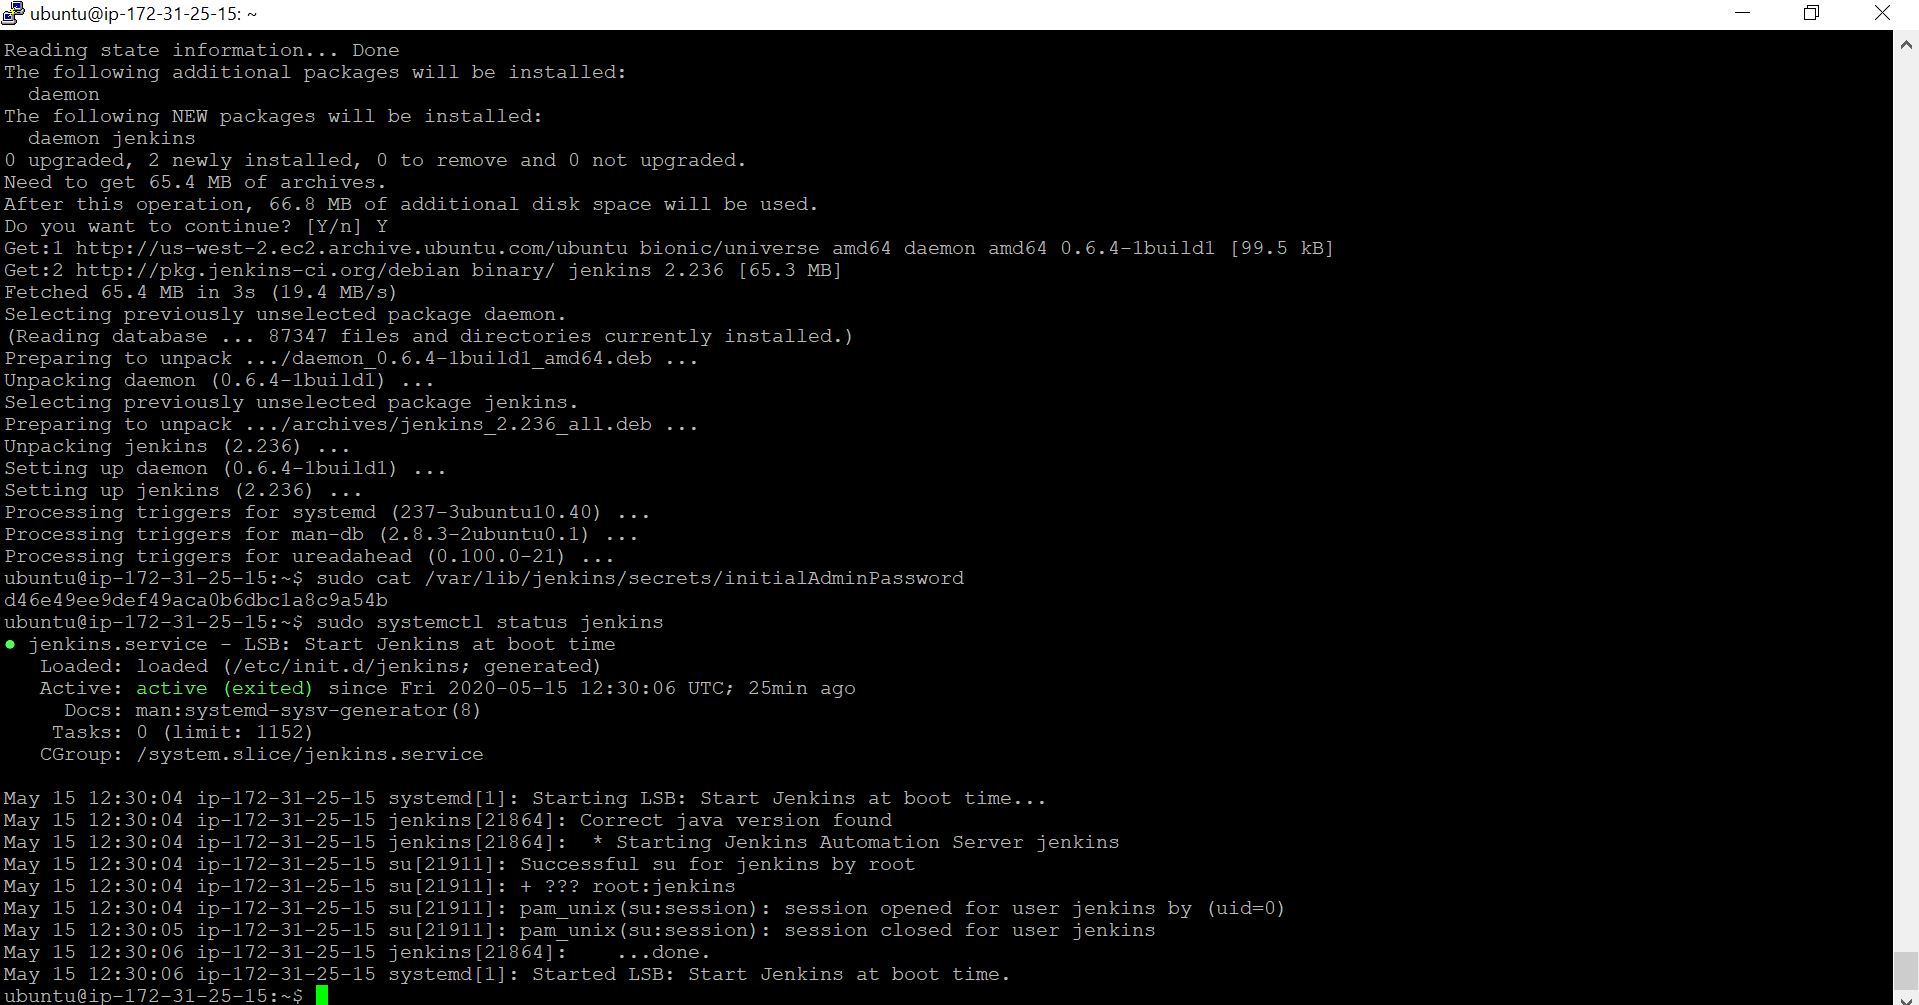 ubuntu@ip-172-31-25-15: ~
Reading state information... Done
The following additional packages will be installed:
  daemon
The following NEW packages will be installed:
  daemon jenkins
0 upgraded, 2 newly installed, 0 to remove and 0 not upgraded.
Need to get 65.4 MB of archives.
After this operation, 66.8 MB of additional disk space will be used.
Do you want to continue? [Y/n] Y
Get:1 http://us-west-2.ec2.archive.ubuntu.com/ubuntu bionic/universe amd64 daemon amd64 0.6.4-1build1 [99.5 kB]
Get:2 http://pkg.jenkins-ci.org/debian binary/ jenkins 2.236 [65.3 MB]
Fetched 65.4 MB in 3s (19.4 MB/s)
Selecting previously unselected package daemon.
(Reading database ... 87347 files and directories currently installed.)
Preparing to unpack .../daemon_0.6.4-1build1_amd64.deb ...
Unpacking daemon (0.6.4-1build1) ...
Selecting previously unselected package jenkins.
Preparing to unpack .../archives/jenkins_2.236_all.deb ...
Unpacking jenkins (2.236) ...
Setting up daemon (0.6.4-1build1) ...
Setting up jenkins (2.236) ...
Processing triggers for systemd (237-3ubuntu10.40) ...
Processing triggers for man-db (2.8.3-2ubuntu0.1) ...
Processing triggers for ureadahead (0.100.0-21) ...
ubuntu@ip-172-31-25-15:~$ sudo cat /var/lib/jenkins/secrets/initialAdminPassword
d46e49ee9def49aca0b6dbc1a8c9a54b
ubuntu@ip-172-31-25-15:~$ sudo systemctl status jenkins
● jenkins.service - LSB: Start Jenkins at boot time
   Loaded: loaded (/etc/init.d/jenkins; generated)
   Active: active (exited) since Fri 2020-05-15 12:30:06 UTC; 25min ago
     Docs: man:systemd-sysv-generator(8)
    Tasks: 0 (limit: 1152)
   CGroup: /system.slice/jenkins.service
May 15 12:30:04 ip-172-31-25-15 systemd[1]: Starting LSB: Start Jenkins at boot time...
May 15 12:30:04 ip-172-31-25-15 jenkins[21864]: Correct java version found
May 15 12:30:04 ip-172-31-25-15 jenkins[21864]:  * Starting Jenkins Automation Server jenkins
May 15 12:30:04 ip-172-31-25-15 su[21911]: Successful su for jenkins by root
May 15 12:30:04 ip-172-31-25-15 su[21911]: + ??? root:jenkins
May 15 12:30:04 ip-172-31-25-15 su[21911]: pam_unix(su:session): session opened for user jenkins by (uid=0)
May 15 12:30:05 ip-172-31-25-15 su[21911]: pam_unix(su:session): session closed for user jenkins
May 15 12:30:06 ip-172-31-25-15 jenkins[21864]:    ...done.
May 15 12:30:06 ip-172-31-25-15 systemd[1]: Started LSB: Start Jenkins at boot time.
ubuntu@ip-172-31-25-15:~$